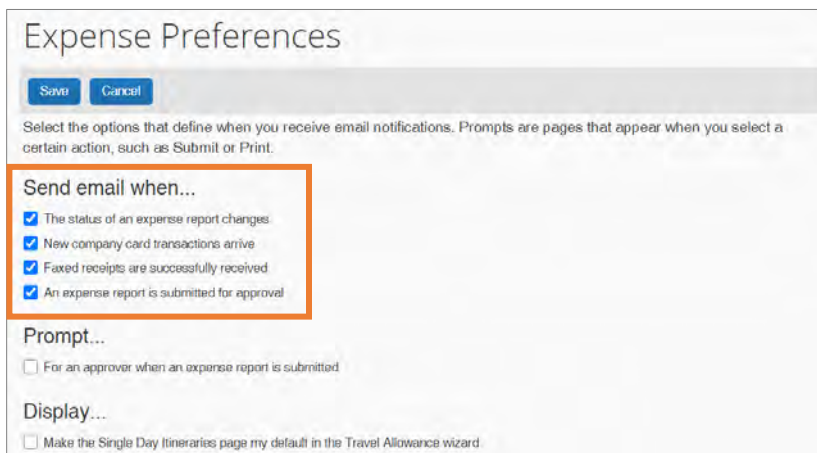 Expense Preferences
Save Cancel
Select the options that define when you receive email notifications. Prompts are pages that appear when you select a
certain action, such as Submit or Print.
Send email when...
The status of an expense report changes
New company card transactions arrive
Faxed receipts are successfully received
An expense report is submitted for approval
Prompt...
For an approver when an expense report is submitted
Display...
Make the Single Day Itineraries page my default in the Travel Allowance wizard